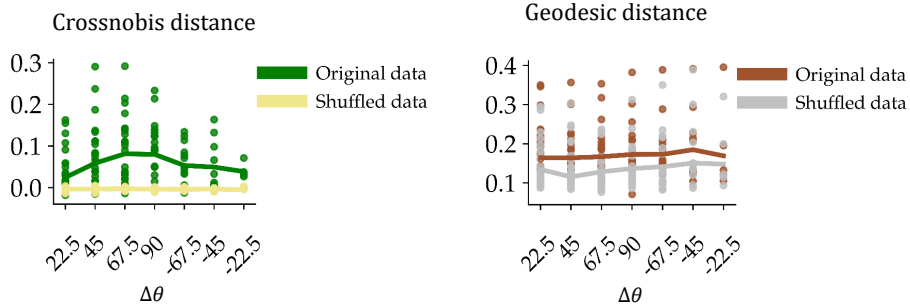 Crossnobis distance
0.3
0.2
0.1
0.0
Original data
Shuffled data
22.5 45 67.5 90 -67.5 -45 -22.5
Δθ
Geodesic distance
0.4
0.3
0.2
0.1
Original data
Shuffled data
22.5 45 67.5 90 -67.5 -45 -22.5
Δθ